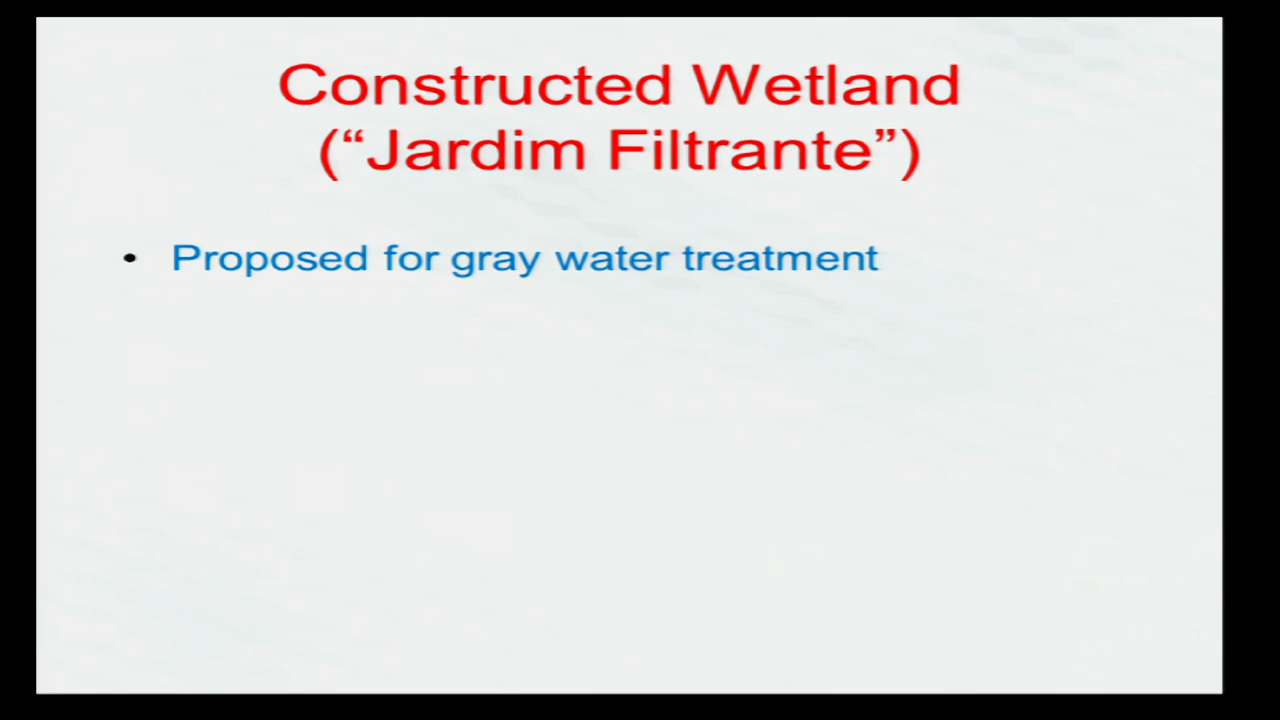 Constructed Wetland
(“Jardim Filtrante”)
• Proposed for gray water treatment